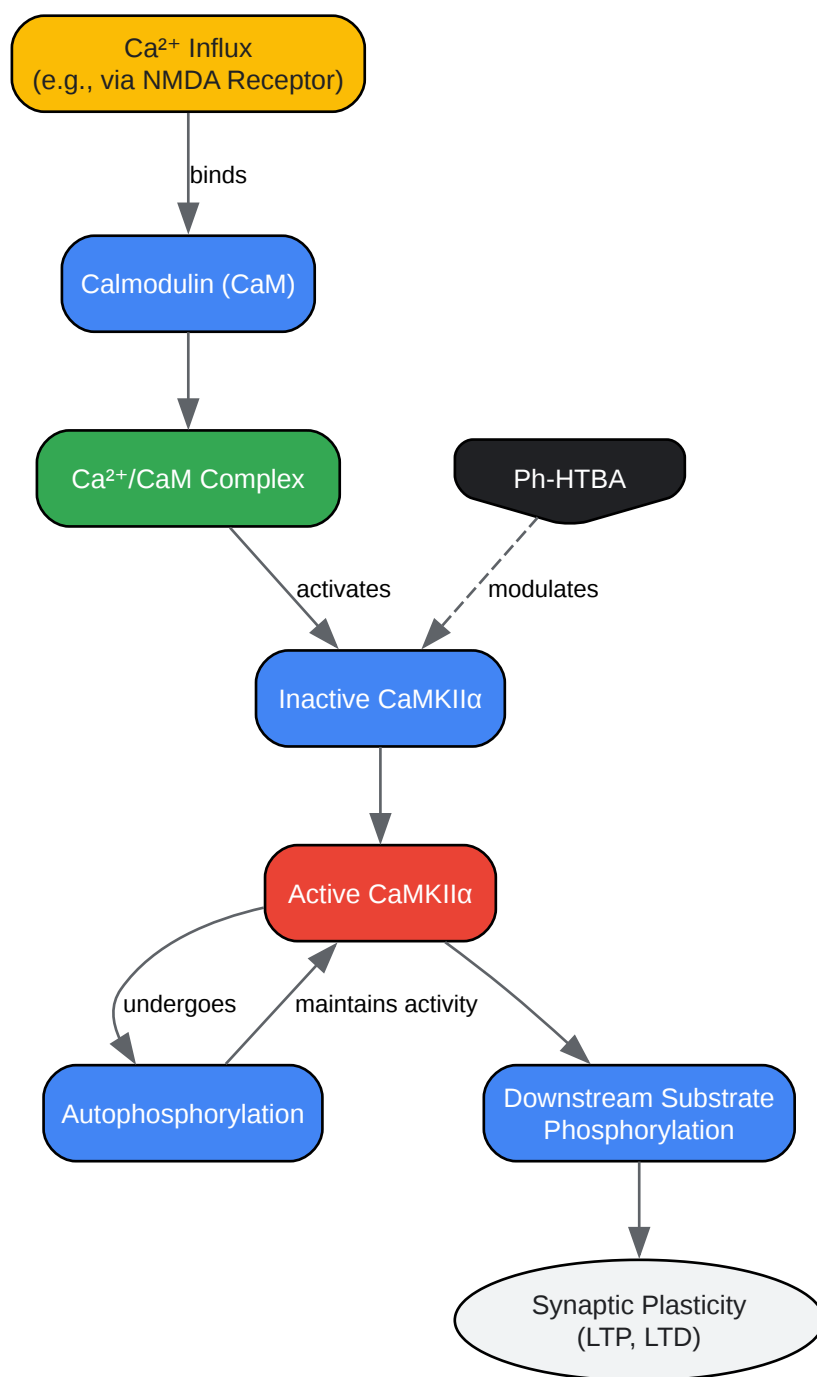 Ca²⁺ Influx
(e.g., via NMDA Receptor)
binds
Calmodulin (CaM)
Ca²⁺/CaM Complex
Ph-HTBA
activates
modulates
Inactive CaMKIIα
Active CaMKIIα
undergoes
maintains activity
Autophosphorylation
Downstream Substrate
Phosphorylation
Synaptic Plasticity
(LTP, LTD)